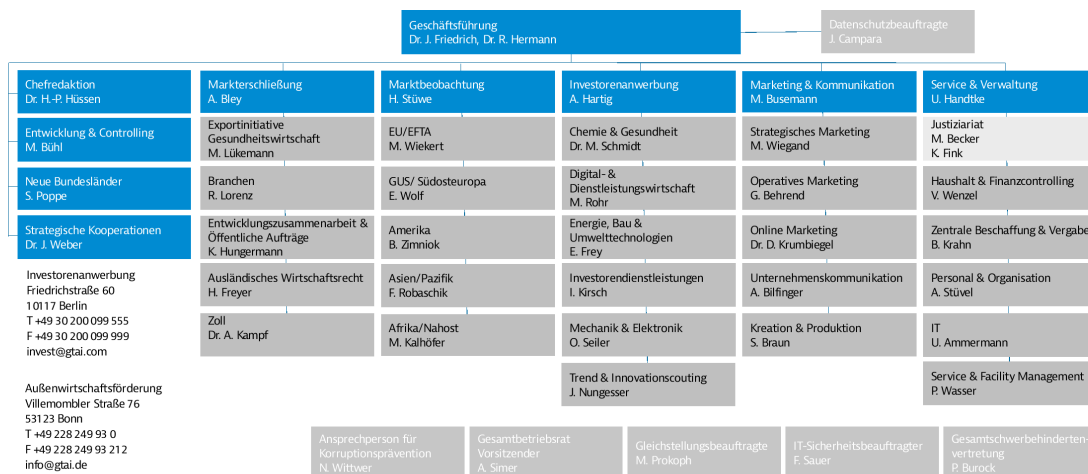 Geschäftsführung
Dr. J. Friedrich, Dr. R. Hermann
Datenschutzbeauftragte
J. Campara
Chefredaktion
Dr. H.-P. Hüssen
Entwicklung & Controlling
M. Bühl
Neue Bundesländer
S. Poppe
Strategische Kooperationen
Dr. J. Weber
Investorenanwerbung
Friedrichstraße 60
10117 Berlin
T +49 30 200 099 555
F +49 30 200 099 999
invest@gtai.com
Außenwirtschaftsförderung
Villemombler Straße 76
53123 Bonn
T +49 228 249 93 0
F +49 228 249 93 212
info@gtai.de
Markterschließung
A. Bley
Exportinitiative
Gesundheitswirtschaft
M. Lükemann
Branchen
R. Lorenz
Entwicklungszusammenarbeit &
Öffentliche Aufträge
K. Hungermann
Ausländisches Wirtschaftsrecht
H. Freyer
Zoll
Dr. A. Kampf
Marktbeobachtung
H. Stüwe
EU/EFTA
M. Wiekert
GUS/ Südosteuropa
E. Wolf
Amerika
B. Zimniok
Asien/Pazifik
F. Robaschik
Afrika/Nahost
M. Kalhöfer
Investorenanwerbung
A. Hartig
Chemie & Gesundheit
Dr. M. Schmidt
Digital- &
Dienstleistungswirtschaft
M. Rohr
Energie, Bau &
Umwelttechnologien
E. Frey
Investorendienstleistungen
I. Kirsch
Mechanik & Elektronik
O. Seiler
Trend & Innovationscouting
J. Nungesser
Marketing & Kommunikation
M. Busemann
Strategisches Marketing
M. Wiegand
Operatives Marketing
G. Behrend
Online Marketing
Dr. D. Krumbiegel
Unternehmenskommunikation
A. Bilfinger
Kreation & Produktion
S. Braun
Service & Verwaltung
U. Handtke
Justiziariat
M. Becker
K. Fink
Haushalt & Finanzcontrolling
V. Wenzel
Zentrale Beschaffung & Vergabe
B. Krahn
Personal & Organisation
A. Stüvel
IT
U. Ammermann
Service & Facility Management
P. Wasser
Ansprechperson für
Korruptionsprävention
N. Wittwer
Gesamtbetriebsrat
Vorsitzender
A. Simer
Gleichstellungsbeauftragte
M. Prokoph
IT-Sicherheitsbeauftragter
F. Sauer
Gesamtschwerbehinderten-
vertretung
P. Burock